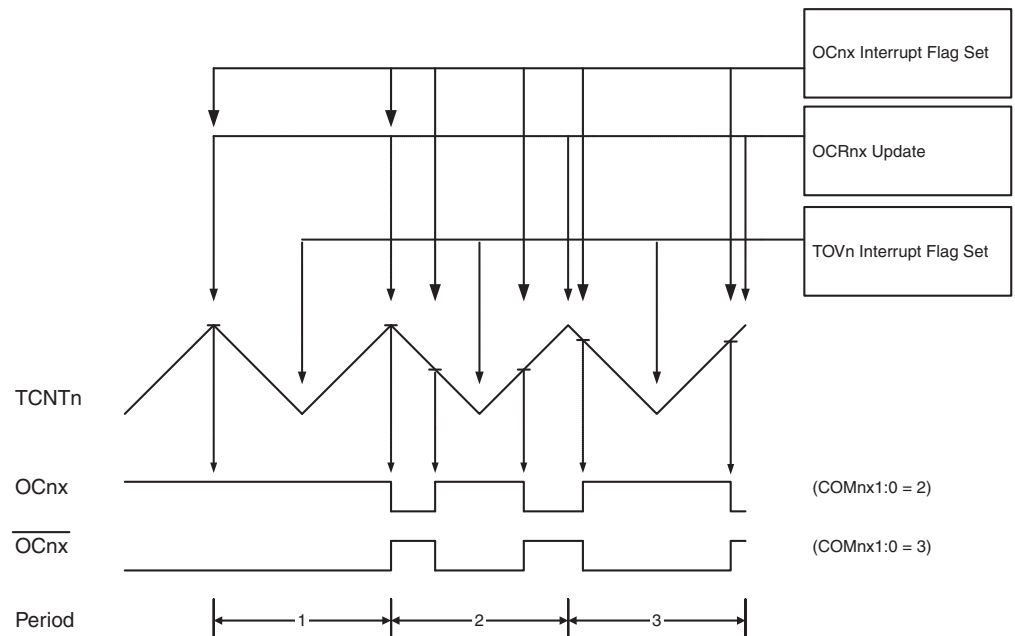 OCnx Interrupt Flag Set
OCRnx Update
TOVn Interrupt Flag Set
TCNTn
OCnx
(COMnx1:0 = 2)
OCnx
(COMnx1:0 = 3)
Period
1
2
3